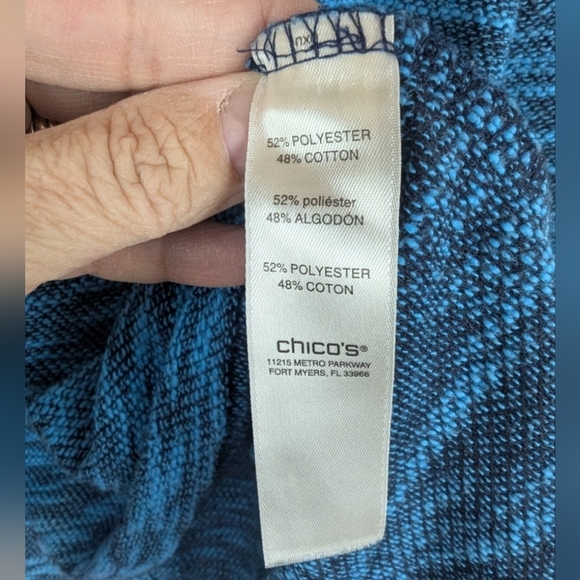 52% POLYESTER
48% COTTON
52% poliéster
48% ALGODÓN
52% POLYESTER
48% COTON
chico's®
11215 METRO PARKWAY
FORT MYERS, FL 33966